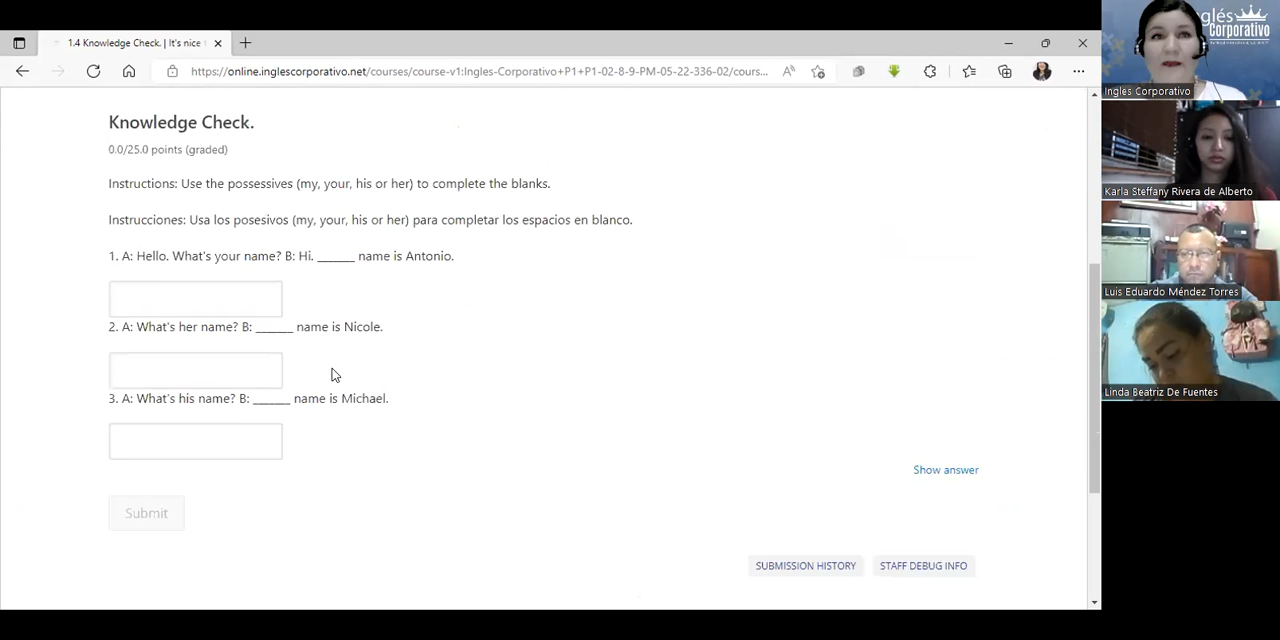 1.4 Knowledge Check. | It's nice
https://online.inglescorporativo.net/courses/course-v1:Ingles-Corporativo+P1+P1-02-8-9-PM-05-22-336-02/cours...
Knowledge Check.
0.0/25.0 points (graded)
Instructions: Use the possessives (my, your, his or her) to complete the blanks.
Instrucciones: Usa los posesivos (my, your, his or her) para completar los espacios en blanco.
1. A: Hello. What's your name? B: Hi. ______ name is Antonio.
2. A: What's her name? B: ______ name is Nicole.
3. A: What's his name? B: ______ name is Michael.
Show answer
Submit
SUBMISSION HISTORY
STAFF DEBUG INFO
Inglés
Corporativo
Ingles Corporativo
Karla Steffany Rivera de Alberto
Luis Eduardo Méndez Torres
Linda Beatriz De Fuentes